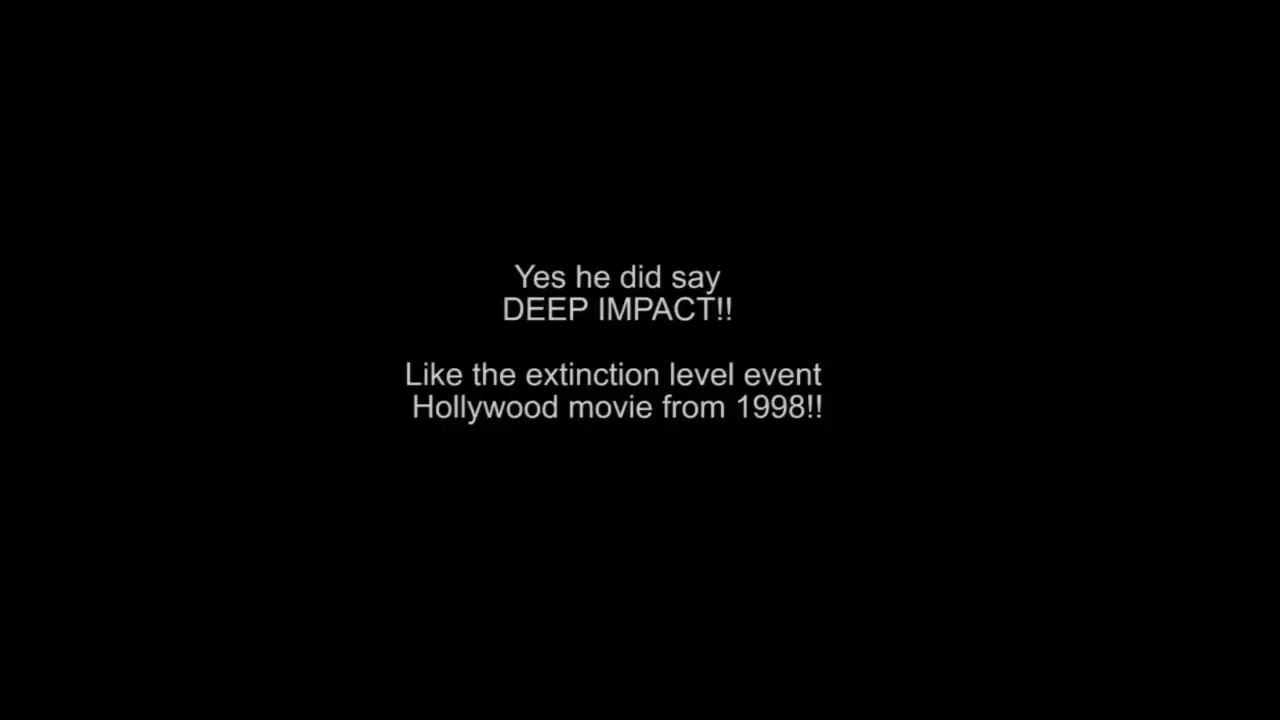 Yes he did say
DEEP IMPACT!!
Like the extinction level event
Hollywood movie from 1998!!